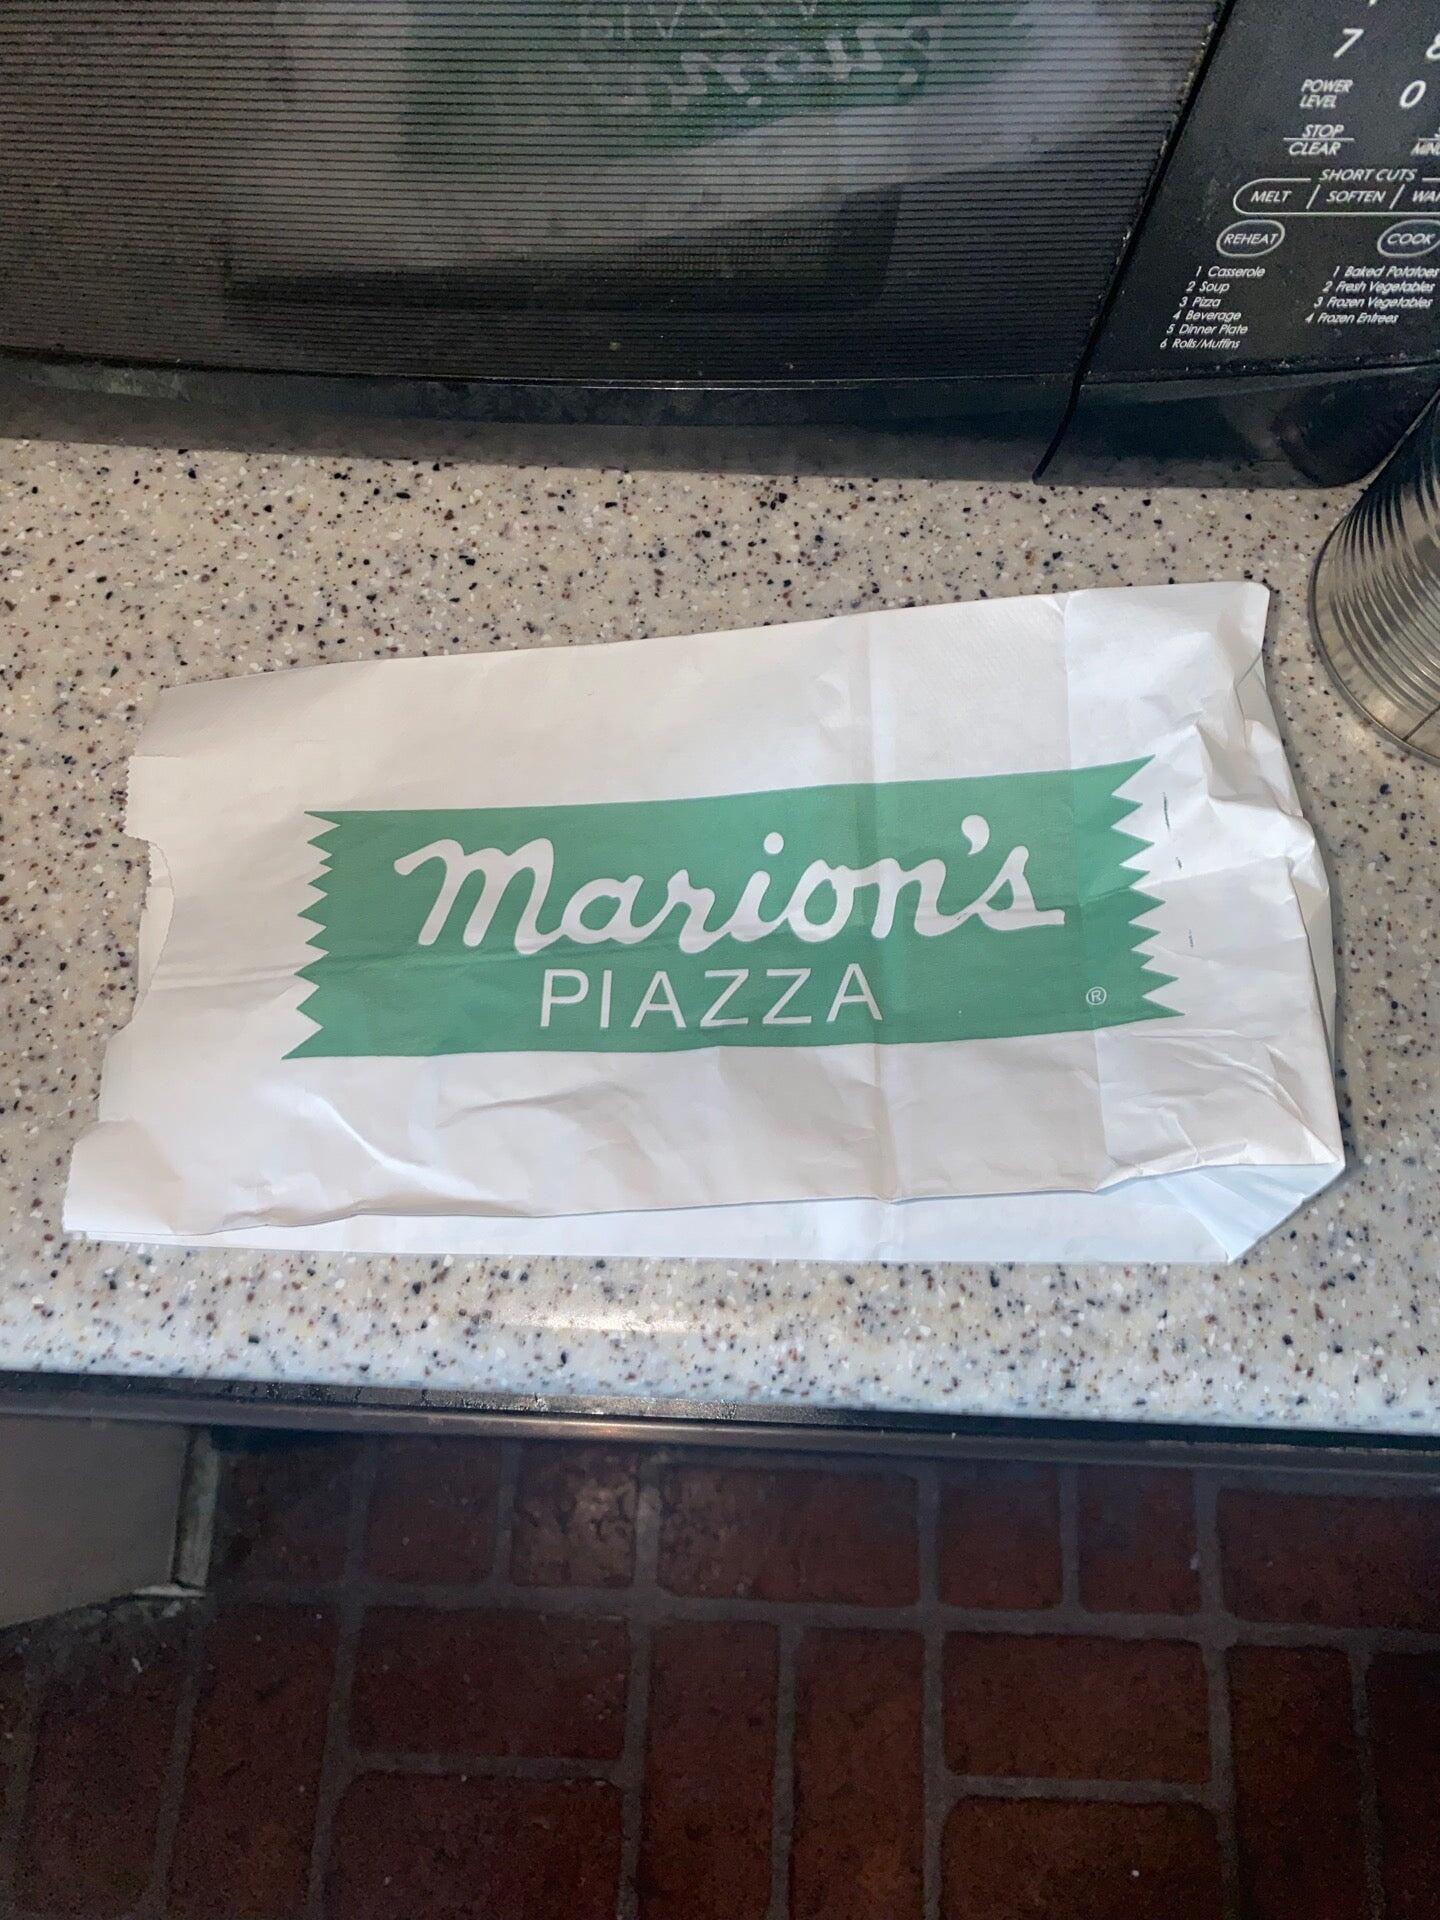 7
POWER
LEVEL
0
STOP
CLEAR
SHORT CUTS
MELT
SOFTEN
REHEAT
COOK
1 Casserole
2 Soup
3 Pizza
4 Beverage
5 Dinner Plate
6 Rolls/Muffins
1 Baked Potatoes
2 Fresh Vegetables
3 Frozen Vegetables
4 Frozen Entrees
Marion's
PIAZZA
®